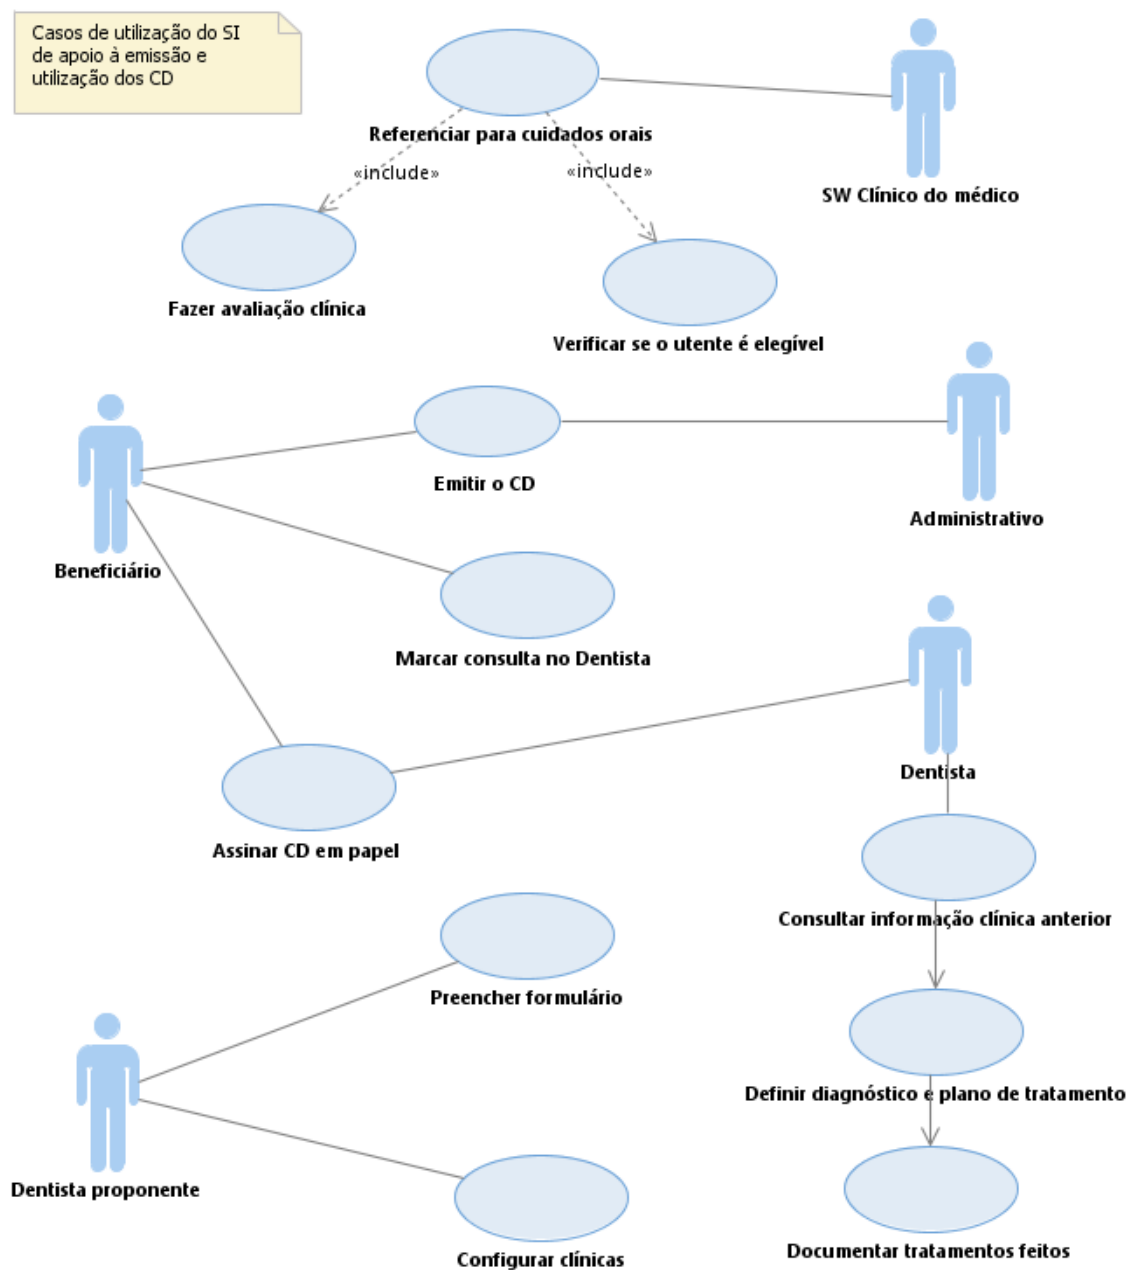 Casos de utilização do SI
de apoio à emissão e
utilização dos CD
Referenciar para cuidados orais
«include»
«include»
SW Clínico do médico
Fazer avaliação clínica
Verificar se o utente é elegível
Emitir o CD
Administrativo
Beneficiário
Marcar consulta no Dentista
Dentista
Assinar CD em papel
Consultar informação clínica anterior
Preencher formulário
Definir diagnóstico e plano de tratamento
Dentista proponente
Configurar clínicas
Documentar tratamentos feitos